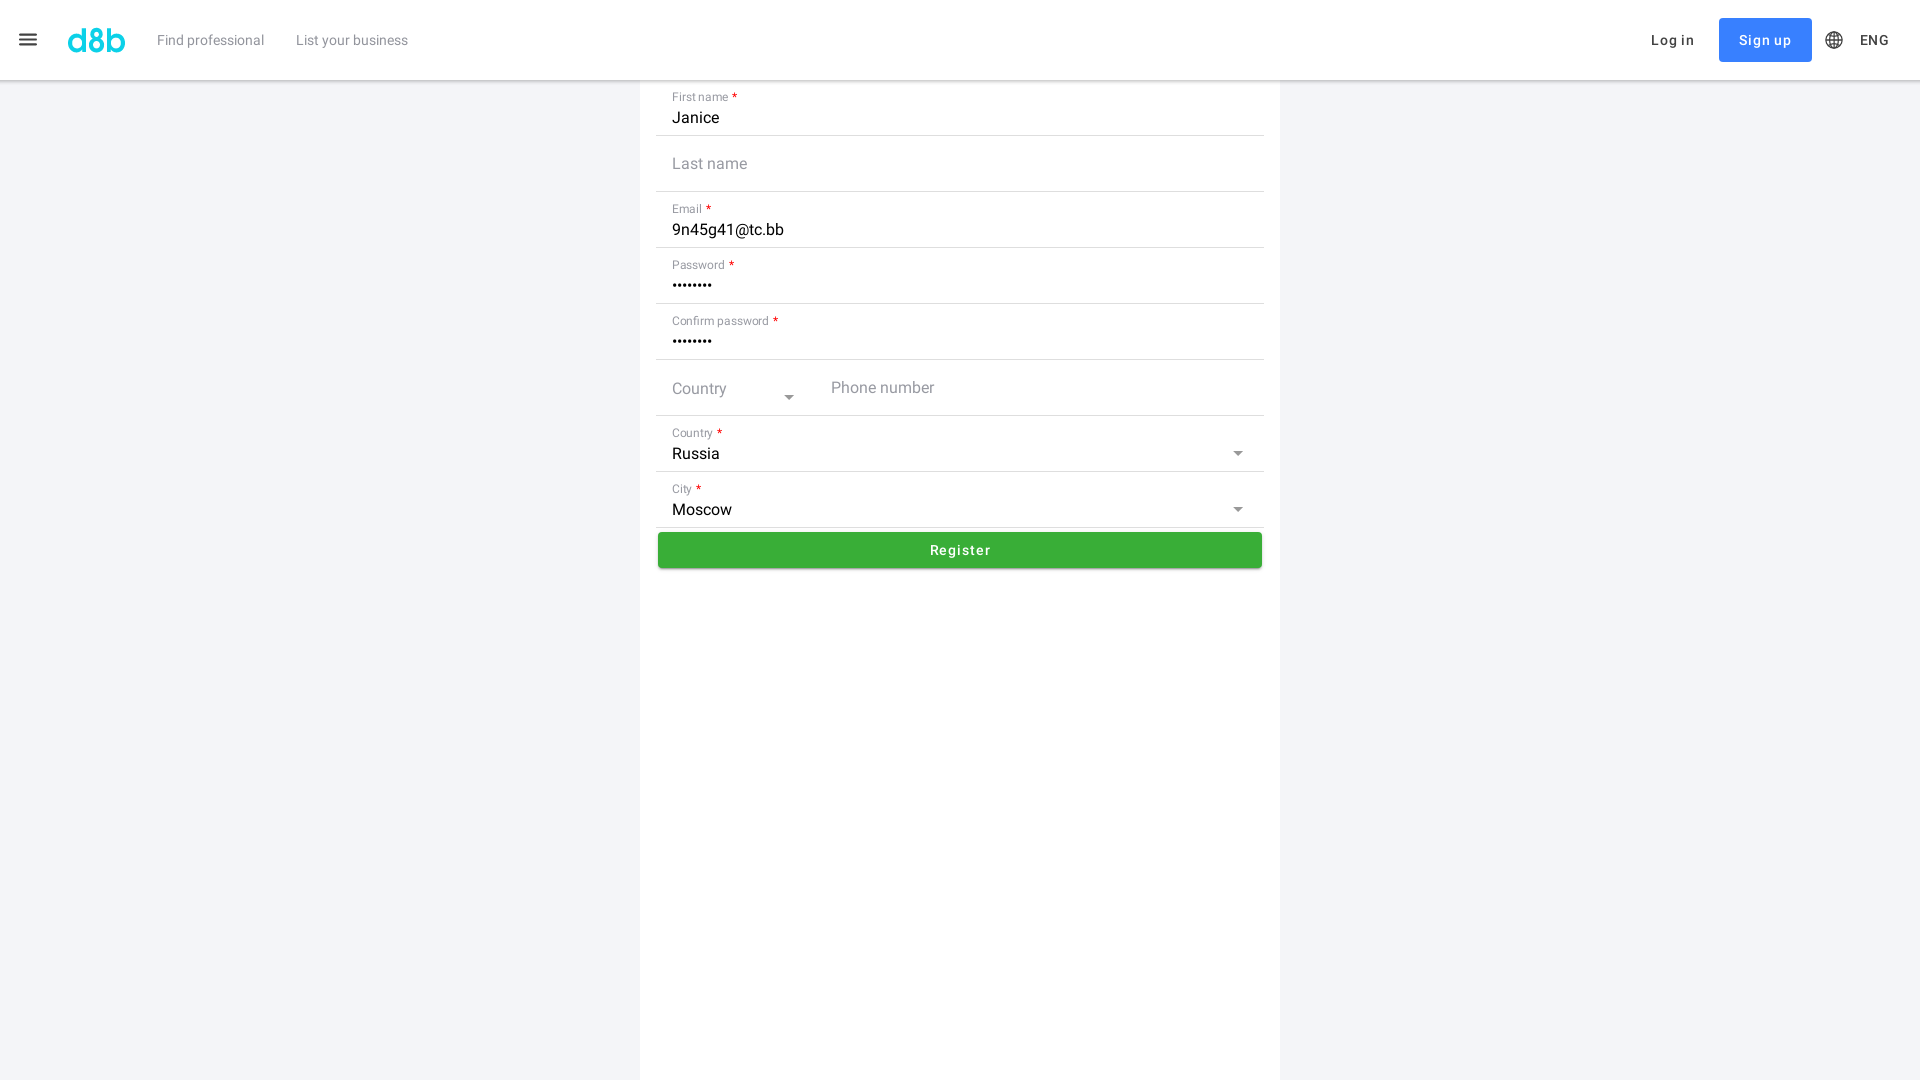 d8b
Find professional
List your business
Log in
Sign up
ENG
First name *
Janice
Last name
Email *
9n45g41@tc.bb
Password *
••••••••
Confirm password *
••••••••
Country
Phone number
Country *
Russia
City *
Moscow
Register